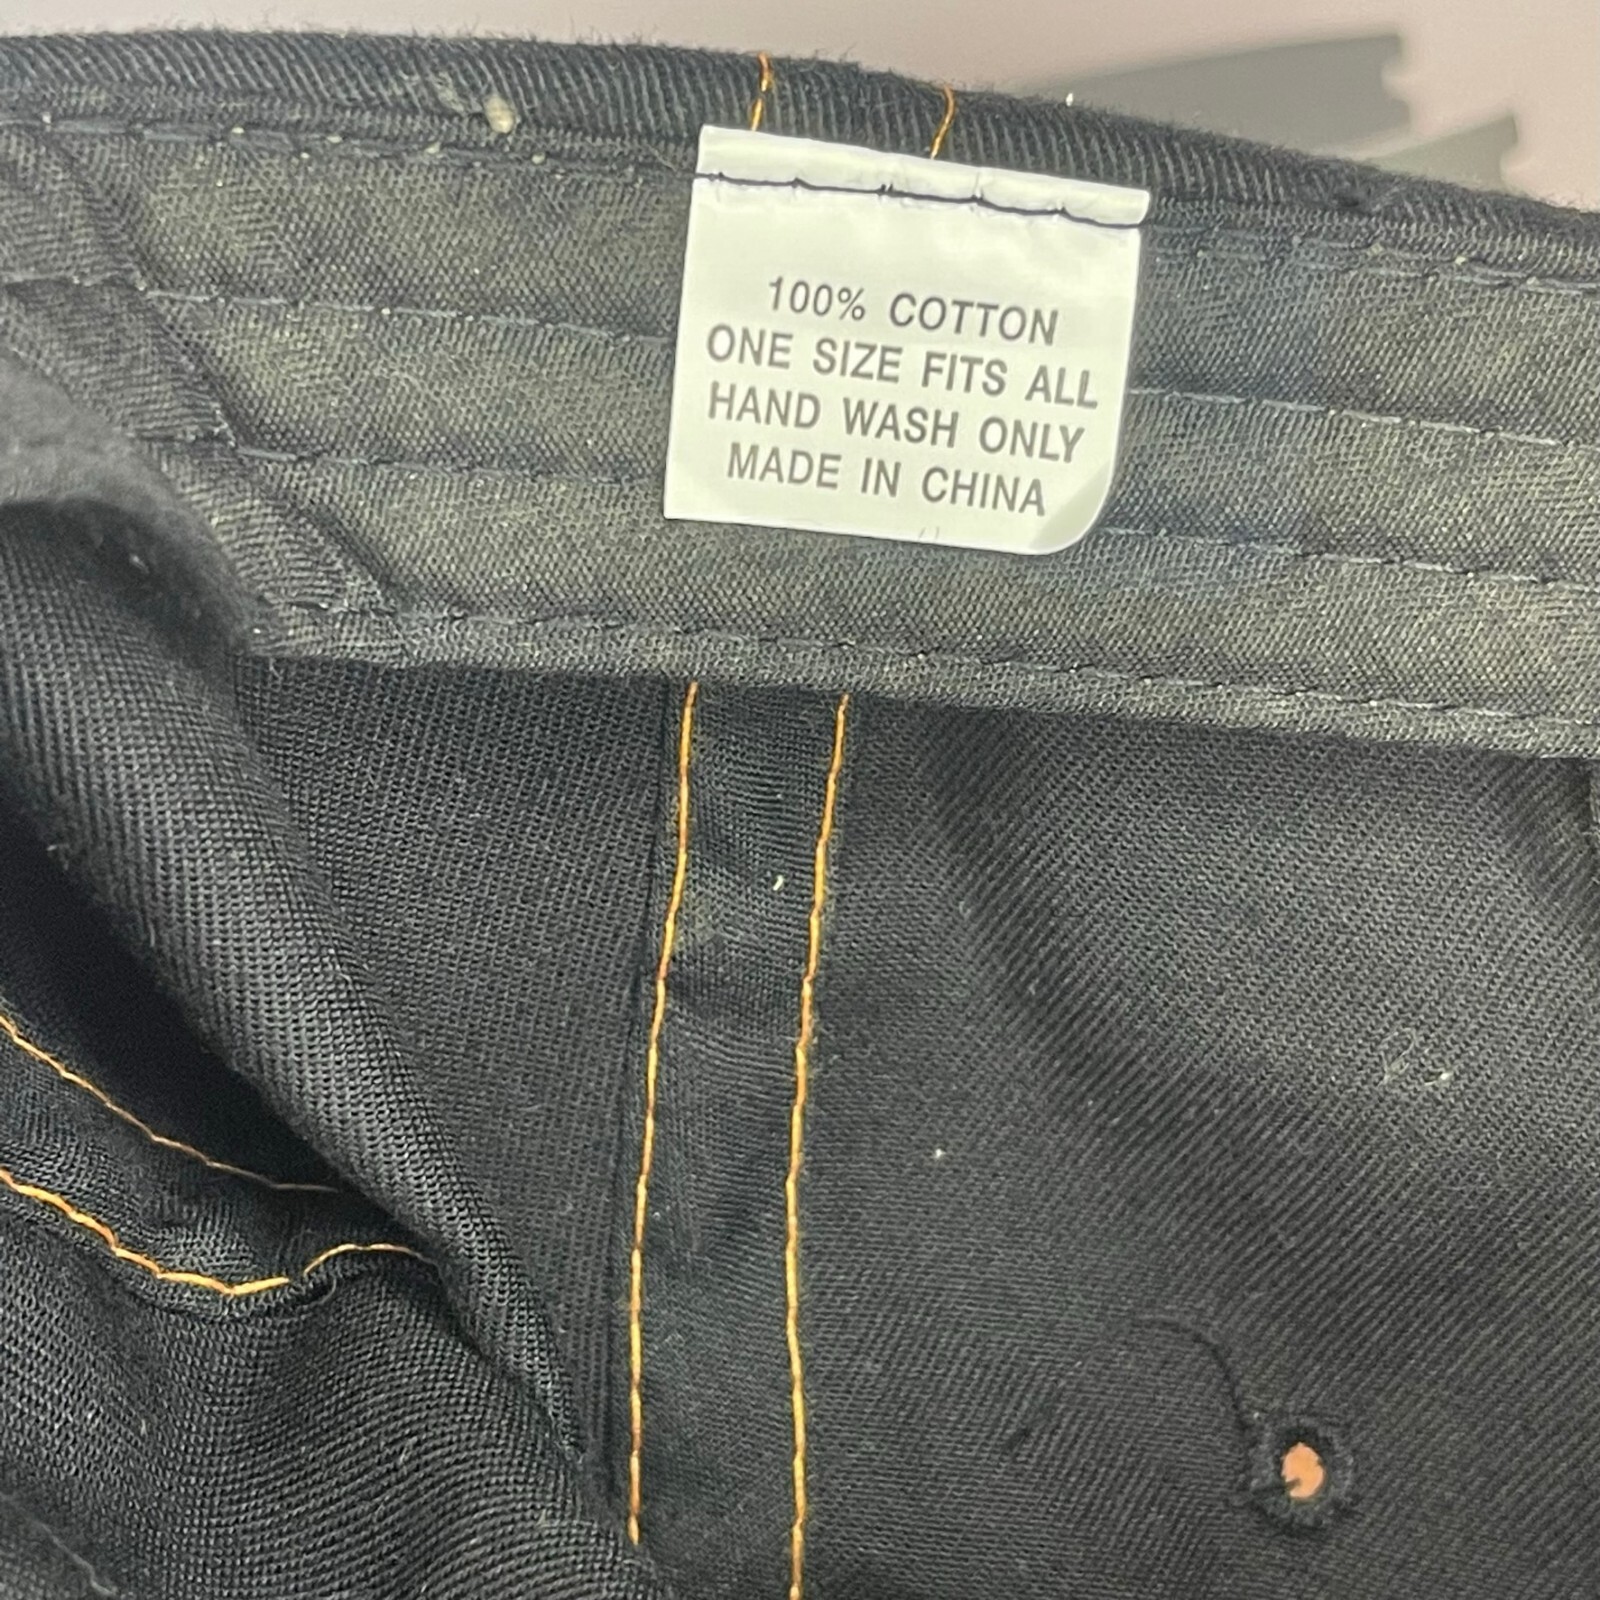 100% COTTON
ONE SIZE FITS ALL
HAND WASH ONLY
MADE IN CHINA